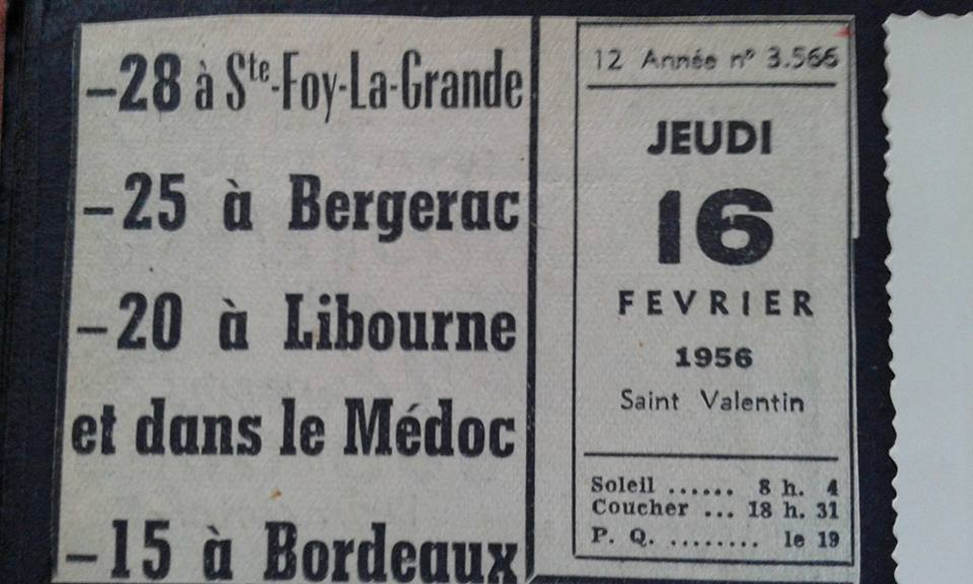 -28 à Ste-Foy-La-Grande
-25 à Bergerac
-20 à Libourne
et dans le Médoc
-15 à Bordeaux
12 Année nº 3.566
JEUDI
16
FEVRIER
1956
Saint Valentin
Soleil ...... 8 h. 4
Coucher ... 18 h. 31
P. Q. ........ le 19